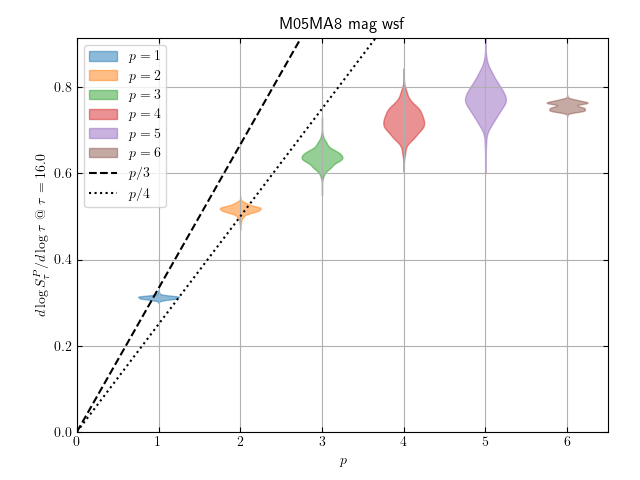 M05MA8 mag wsf
d log S_τ^P / d log τ @ τ = 16.0
0.8
0.6
0.4
0.2
0.0
p = 1
p = 2
p = 3
p = 4
p = 5
p = 6
p/3
p/4
0 1 2 3 4 5 6
p